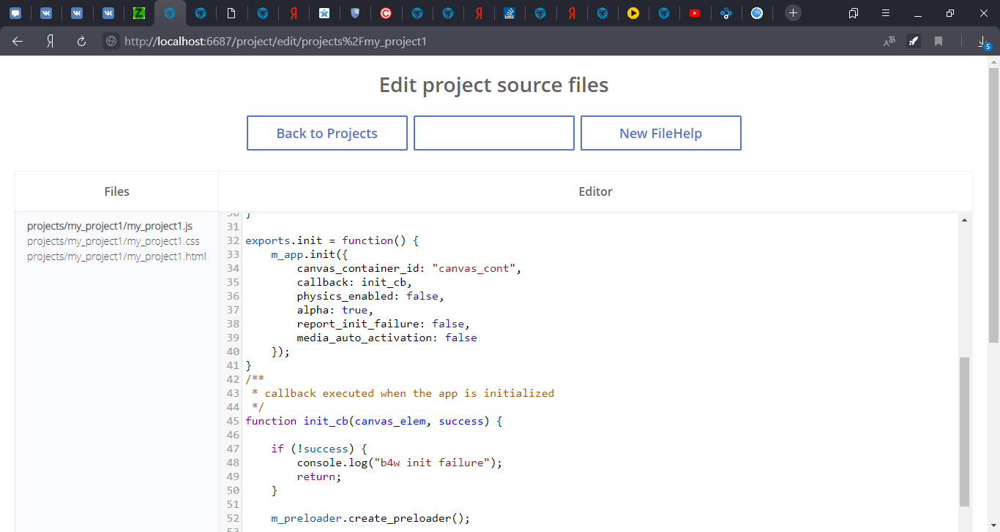 http://localhost:6687/project/edit/projects%2Fmy_project1
5
Edit project source files
Back to Projects
New FileHelp
Files
Editor
projects/my_project1/my_project1.js
projects/my_project1/my_project1.css
projects/my_project1/my_project1.html
30 }
31
32 exports.init = function() {
33     m_app.init({
34         canvas_container_id: "canvas_cont",
35         callback: init_cb,
36         physics_enabled: false,
37         alpha: true,
38         report_init_failure: false,
39         media_auto_activation: false
40     });
41 }
42 /**
43  * callback executed when the app is initialized
44  */
45 function init_cb(canvas_elem, success) {
46
47     if (!success) {
48         console.log("b4w init failure");
49         return;
50     }
51
52     m_preloader.create_preloader();
53